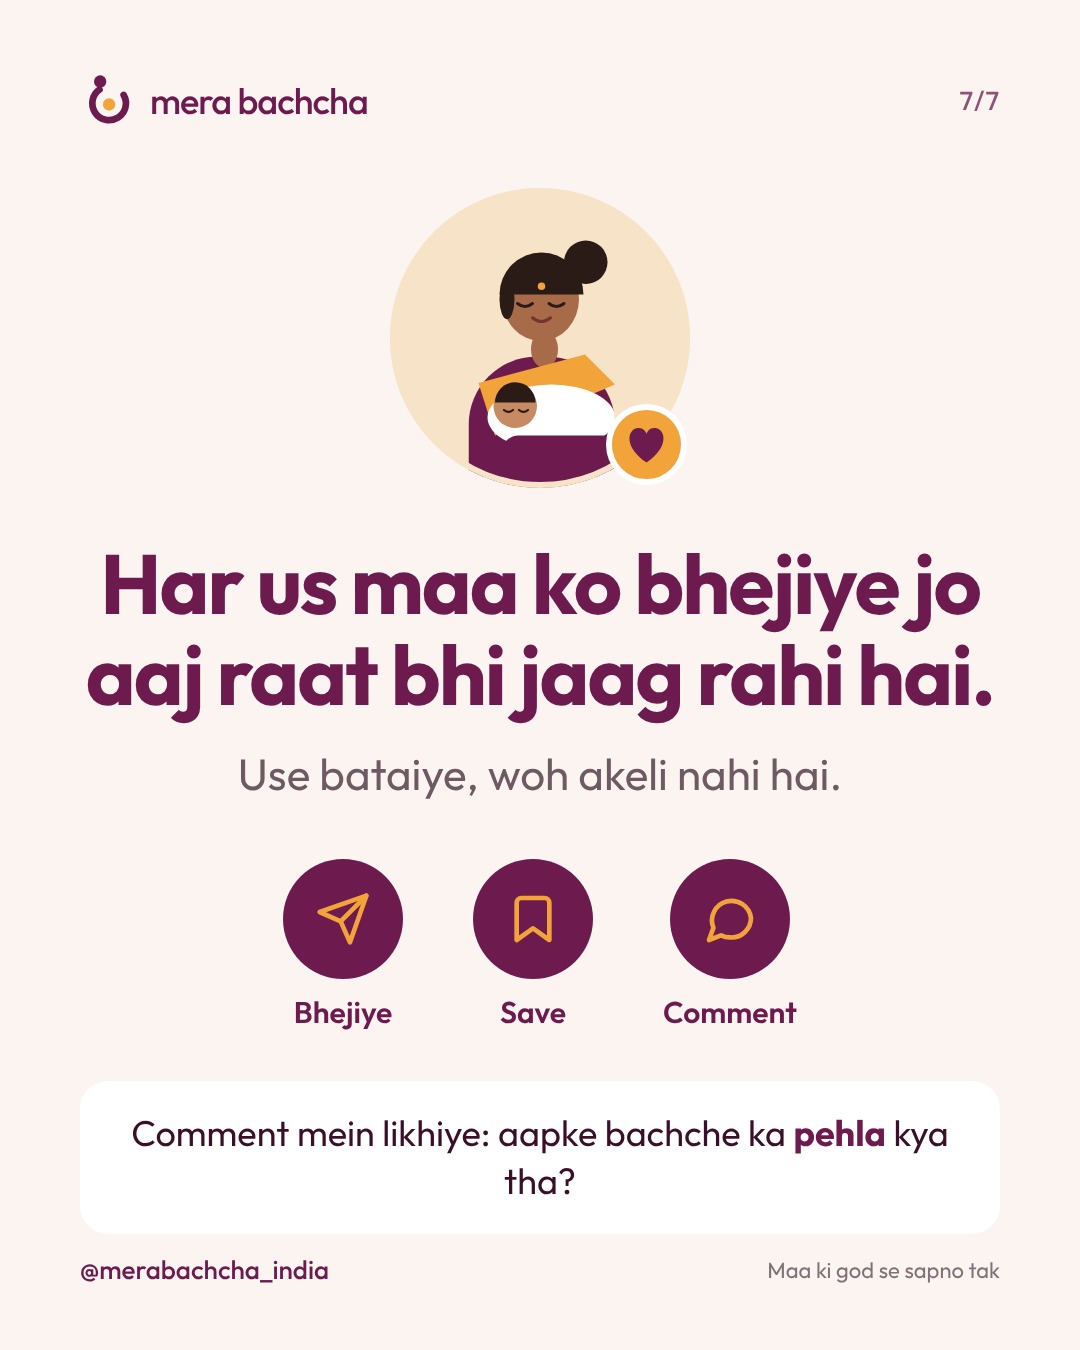 mera bachcha
7/7
Har us maa ko bhejiye jo
aaj raat bhi jaag rahi hai.
Use bataiye, woh akeli nahi hai.
Bhejiye
Save
Comment
Comment mein likhiye: aapke bachche ka pehla kya
tha?
@merabachcha_india
Maa ki god se sapno tak